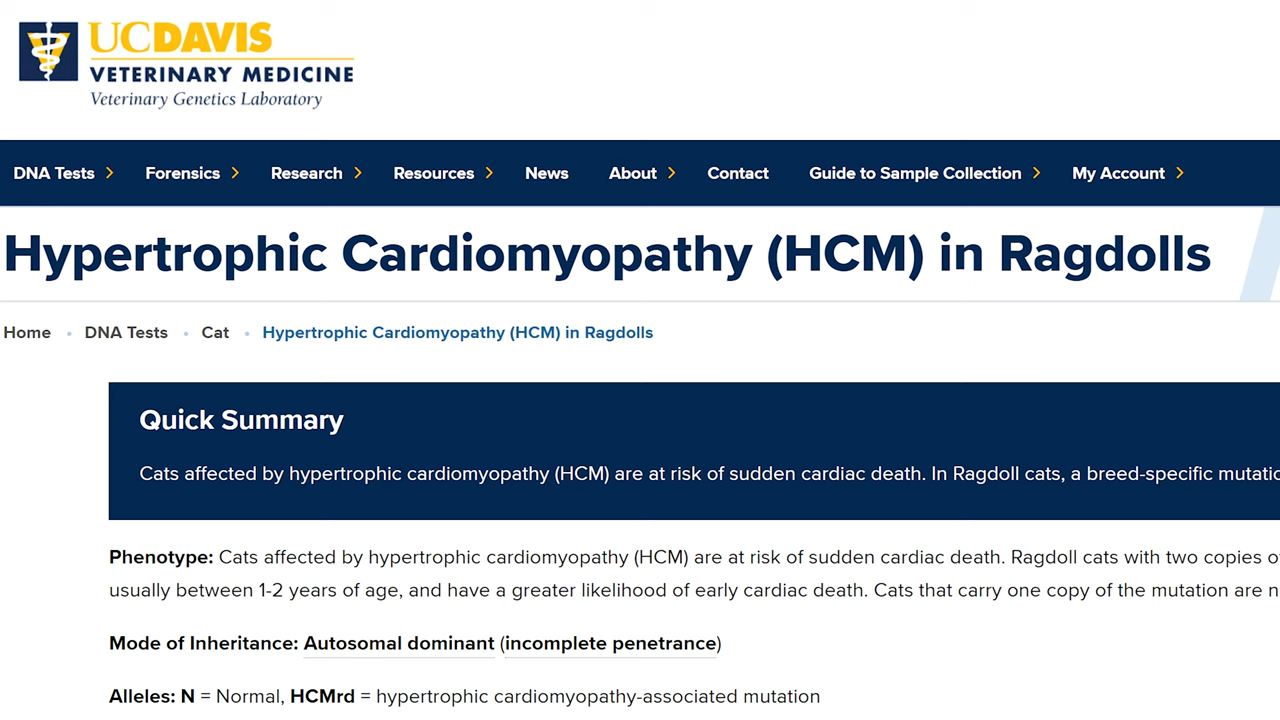 UCDAVIS
VETERINARY MEDICINE
Veterinary Genetics Laboratory
DNA Tests Forensics Research Resources News About Contact Guide to Sample Collection My Account
Hypertrophic Cardiomyopathy (HCM) in Ragdolls
Home • DNA Tests • Cat • Hypertrophic Cardiomyopathy (HCM) in Ragdolls
Quick Summary
Cats affected by hypertrophic cardiomyopathy (HCM) are at risk of sudden cardiac death. In Ragdoll cats, a breed-specific
Phenotype: Cats affected by hypertrophic cardiomyopathy (HCM) are at risk of sudden cardiac death. Ragdoll cats with two copies
usually between 1-2 years of age, and have a greater likelihood of early cardiac death. Cats that carry one copy of the mutation are
Mode of Inheritance: Autosomal dominant (incomplete penetrance)
Alleles: N = Normal, HCMrd = hypertrophic cardiomyopathy-associated mutation